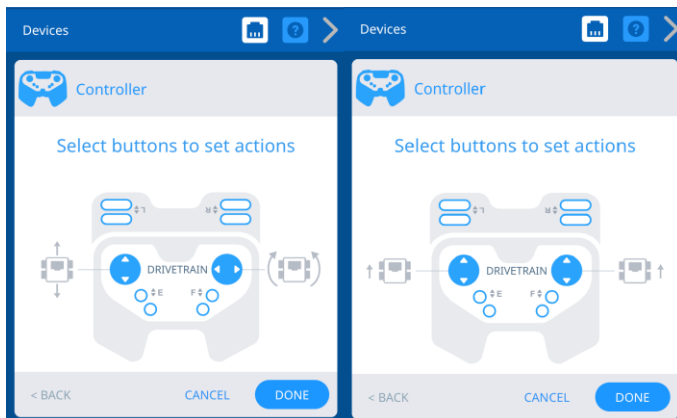 Devices
?
Controller
Select buttons to set actions
L
R
DRIVETRAIN
E
F
< BACK
CANCEL
DONE
Devices
?
Controller
Select buttons to set actions
L
R
DRIVETRAIN
E
F
< BACK
CANCEL
DONE